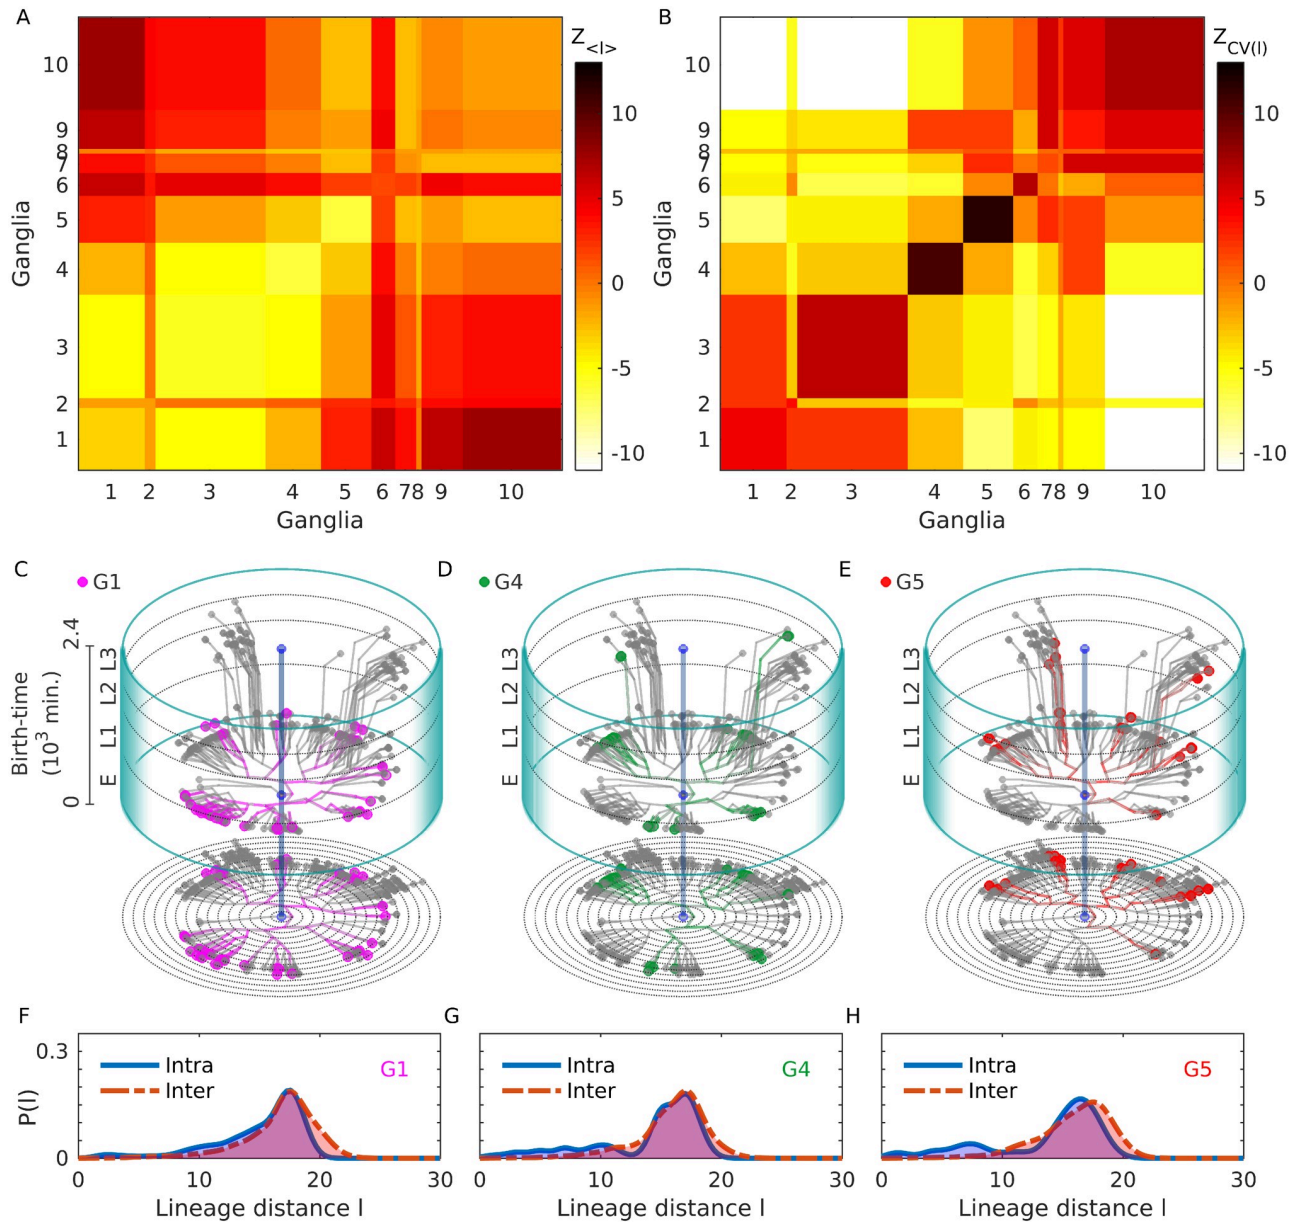 A
B
Z<l>
ZCV(l)
10
9
8
7
6
5
4
3
2
1
Ganglia
10
5
0
-5
-10
1 2 3 4 5 6 7 8 9 10
Ganglia
10
9
8
7
6
5
4
3
2
1
Ganglia
10
5
0
-5
-10
1 2 3 4 5 6 7 8 9 10
Ganglia
C
G1
D
G4
E
G5
Birth-time
(10³ min.)
2.4
0
L3
L2
L1
E
L3
L2
L1
E
L3
L2
L1
E
F
G
H
0.3
0
P(l)
Intra
Inter
G1
Intra
Inter
G4
Intra
Inter
G5
0 10 20 30
0 10 20 30
0 10 20 30
Lineage distance l
Lineage distance l
Lineage distance l